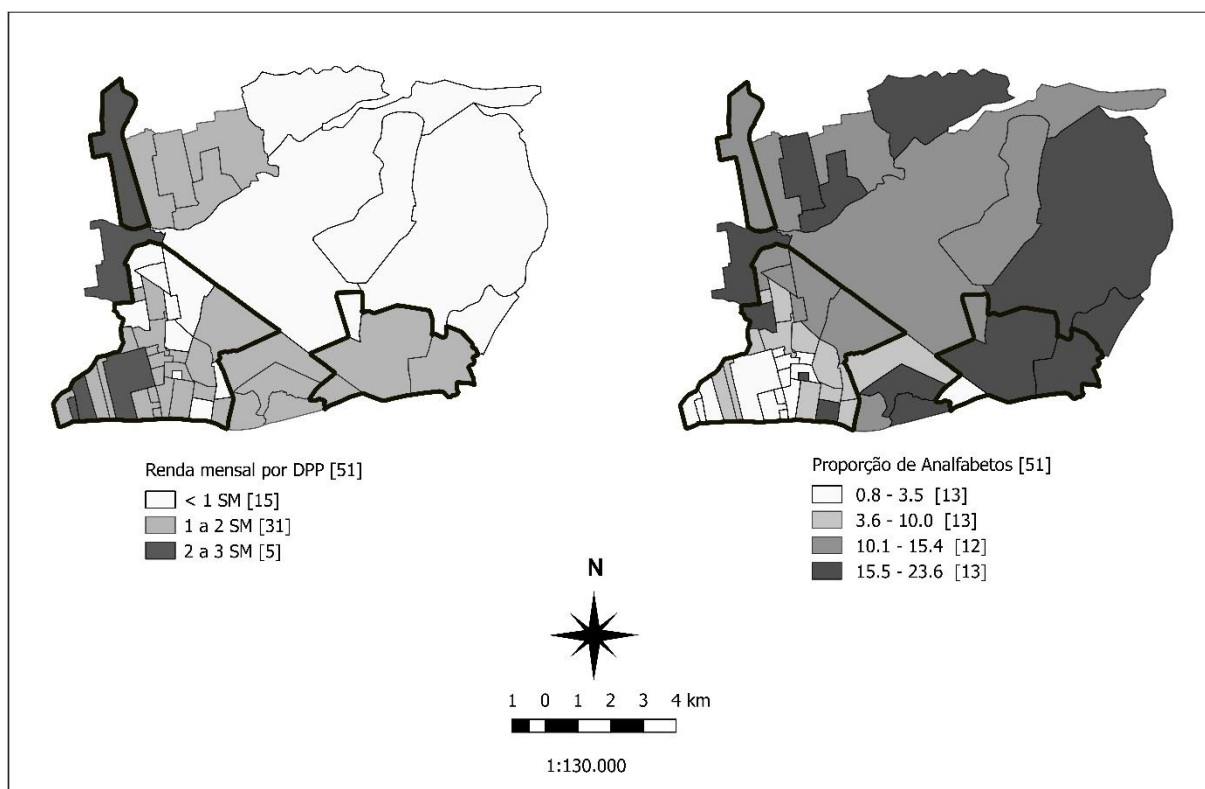 Renda mensal por DPP [51]
< 1 SM [15]
1 a 2 SM [31]
2 a 3 SM [5]
Proporção de Analfabetos [51]
0.8 - 3.5 [13]
3.6 - 10.0 [13]
10.1 - 15.4 [12]
15.5 - 23.6 [13]
N
1 0 1 2 3 4 km
1:130.000